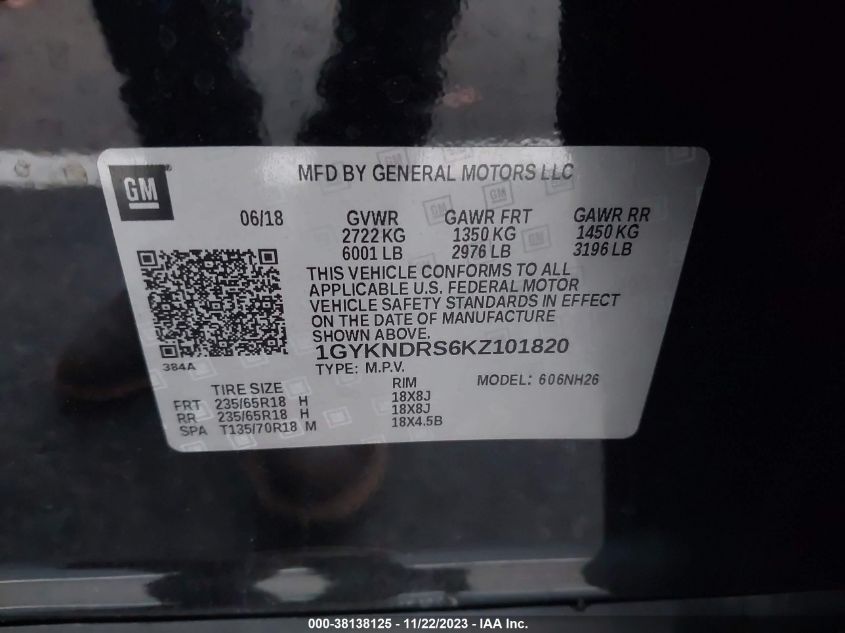 GM
MFD BY GENERAL MOTORS LLC
06/18 GVWR GAWR FRT GAWR RR
2722 KG 1350 KG 1450 KG
6001 LB 2976 LB 3196 LB
THIS VEHICLE CONFORMS TO ALL
APPLICABLE U.S. FEDERAL MOTOR
VEHICLE SAFETY STANDARDS IN EFFECT
ON THE DATE OF MANUFACTURE
SHOWN ABOVE.
384A
1GYKNDRS6KZ101820
TYPE: M.P.V. MODEL: 606NH26
TIRE SIZE RIM
FRT 235/65R18 H 18X8J
RR 235/65R18 H 18X8J
SPA T135/70R18 M 18X4.5B
000-38138125 - 11/22/2023 - IAA Inc.